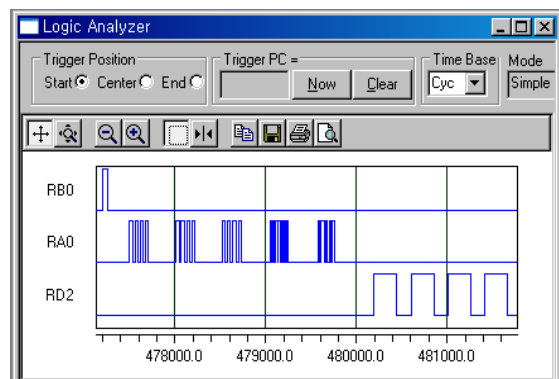 Logic Analyzer
Trigger Position
Start Center End
Trigger PC =
Now Clear
Time Base
Cyc
Mode
Simple
RB0
RA0
RD2
478000.0 479000.0 480000.0 481000.0